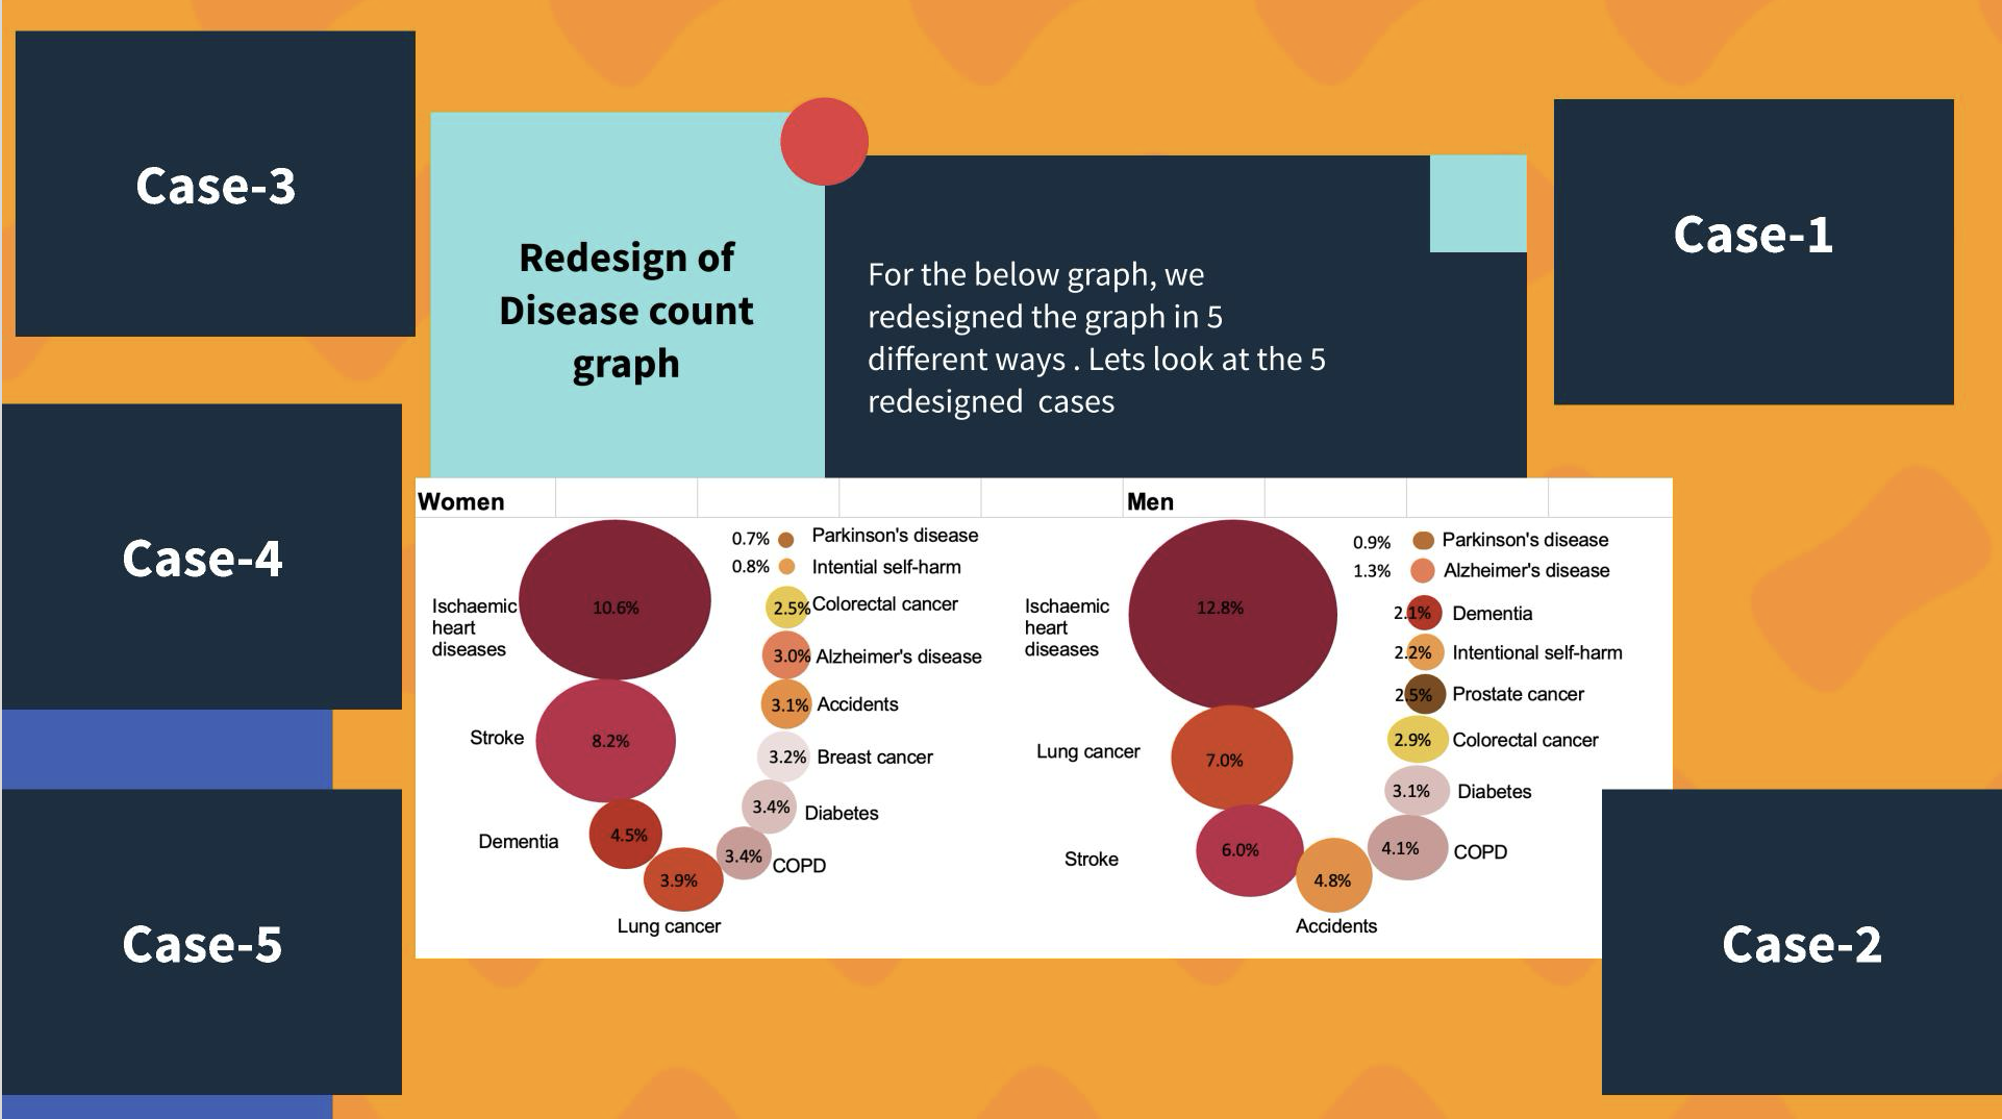 Case-3
Case-1
Redesign of
Disease count
graph
For the below graph, we
redesigned the graph in 5
different ways . Lets look at the 5
redesigned  cases
Case-4
Case-5
Case-2
Women
Ischaemic
heart
diseases
10.6%
Stroke
8.2%
Dementia
4.5%
3.9%
Lung cancer
0.7%
Parkinson's disease
0.8%
Intential self-harm
2.5%
Colorectal cancer
3.0%
Alzheimer's disease
3.1%
Accidents
3.2%
Breast cancer
3.4%
Diabetes
3.4%
COPD
Men
Ischaemic
heart
diseases
12.8%
Lung cancer
7.0%
Stroke
6.0%
4.8%
Accidents
0.9%
Parkinson's disease
1.3%
Alzheimer's disease
2.1%
Dementia
2.2%
Intentional self-harm
2.5%
Prostate cancer
2.9%
Colorectal cancer
3.1%
Diabetes
4.1%
COPD